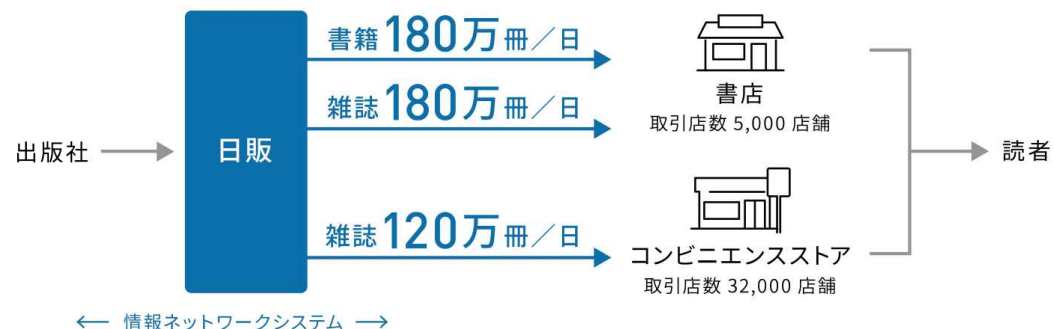 書籍180万冊／日
雑誌180万冊／日
書店
取引店数 5,000 店舗
出版社
日販
読者
雑誌120万冊／日
コンビニエンスストア
取引店数 32,000 店舗
← 情報ネットワークシステム →